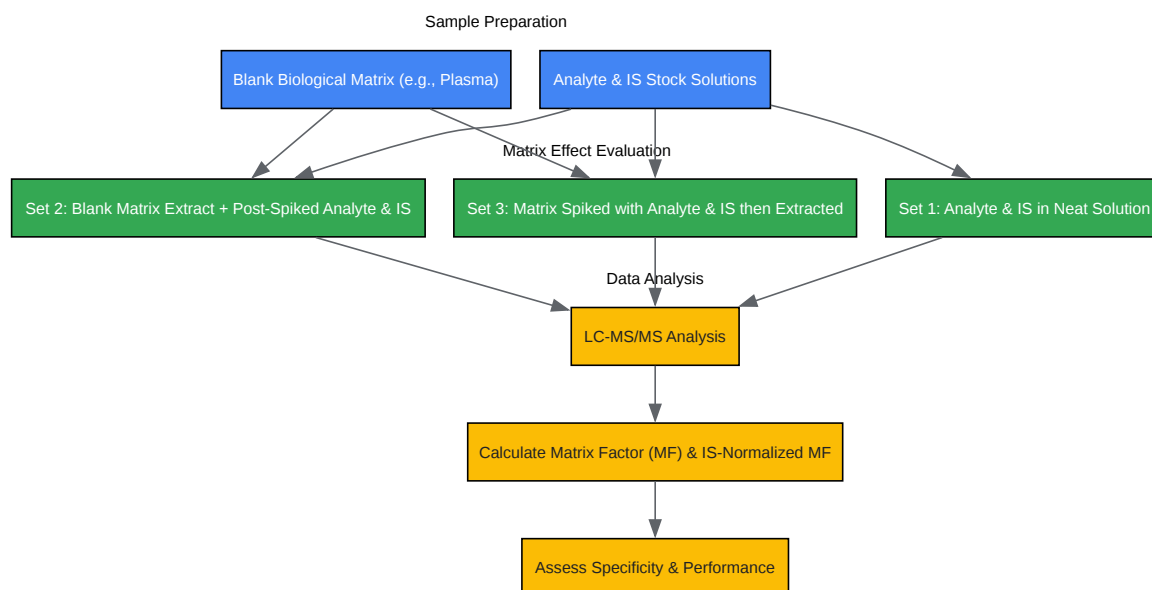 Sample Preparation
Blank Biological Matrix (e.g., Plasma)
Analyte & IS Stock Solutions
Matrix Effect Evaluation
Set 2: Blank Matrix Extract + Post-Spiked Analyte & IS
Set 3: Matrix Spiked with Analyte & IS then Extracted
Set 1: Analyte & IS in Neat Solution
Data Analysis
LC-MS/MS Analysis
Calculate Matrix Factor (MF) & IS-Normalized MF
Assess Specificity & Performance